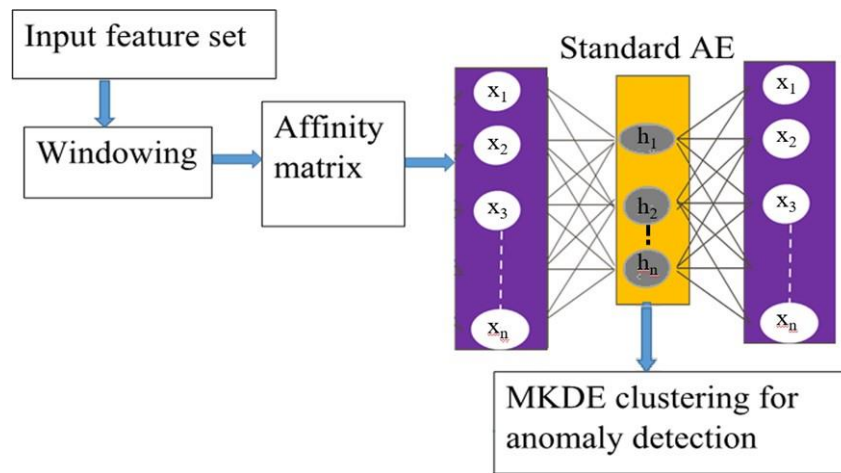 Input feature set
Windowing
Affinity
matrix
Standard AE
x₁
x₂
x₃
xₙ
h₁
h₂
hₙ
x₁
x₂
x₃
xₙ
MKDE clustering for
anomaly detection